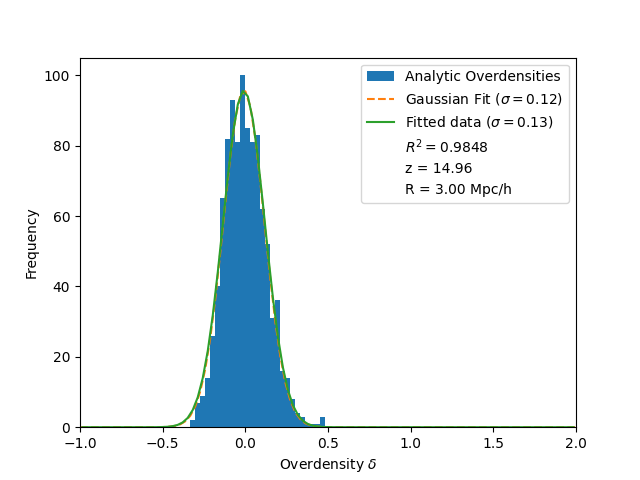 100
80
60
40
20
0
Frequency
−1.0 −0.5 0.0 0.5 1.0 1.5 2.0
Overdensity δ
Analytic Overdensities
Gaussian Fit (σ = 0.12)
Fitted data (σ = 0.13)
R² = 0.9848
z = 14.96
R = 3.00 Mpc/h